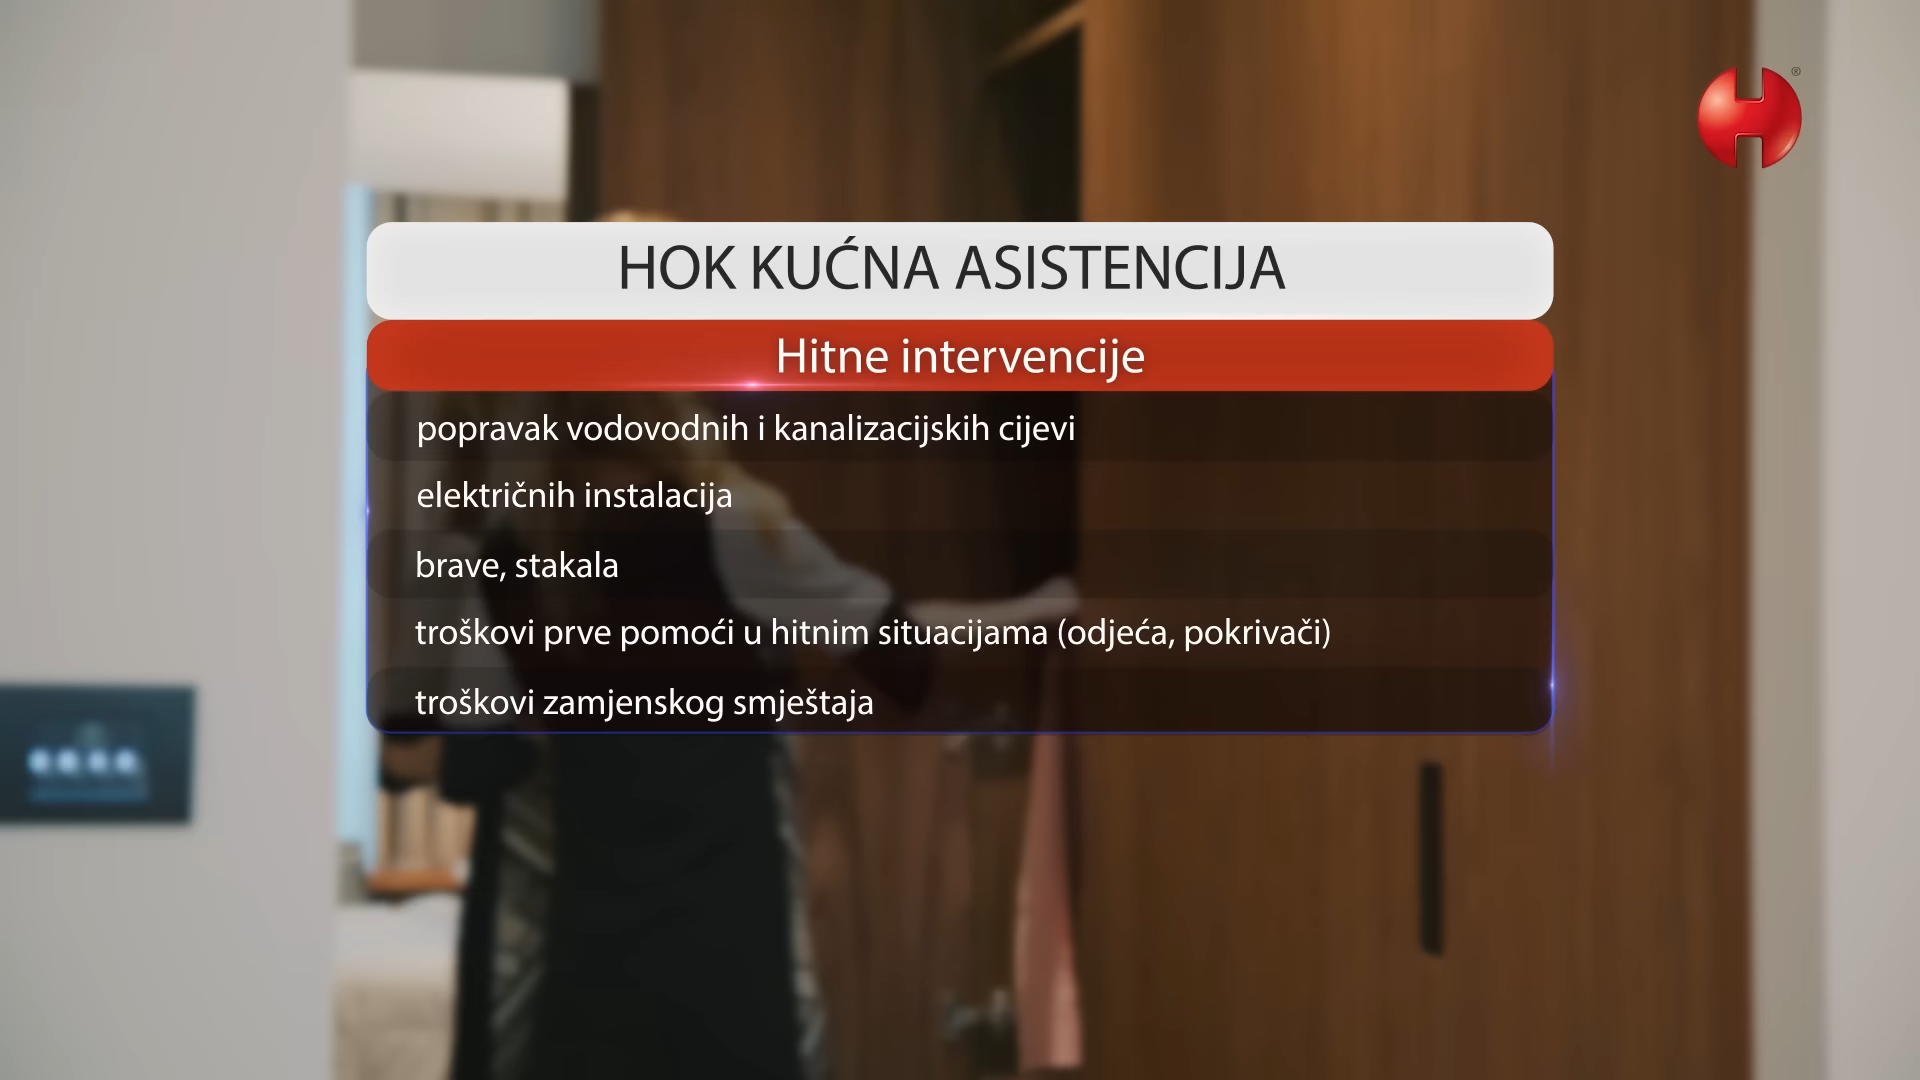 HOK KUĆNA ASISTENCIJA
Hitne intervencije
popravak vodovodnih i kanalizacijskih cijevi
električnih instalacija
brave, stakala
troškovi prve pomoći u hitnim situacijama (odjeća, pokrivači)
troškovi zamjenskog smještaja
H®